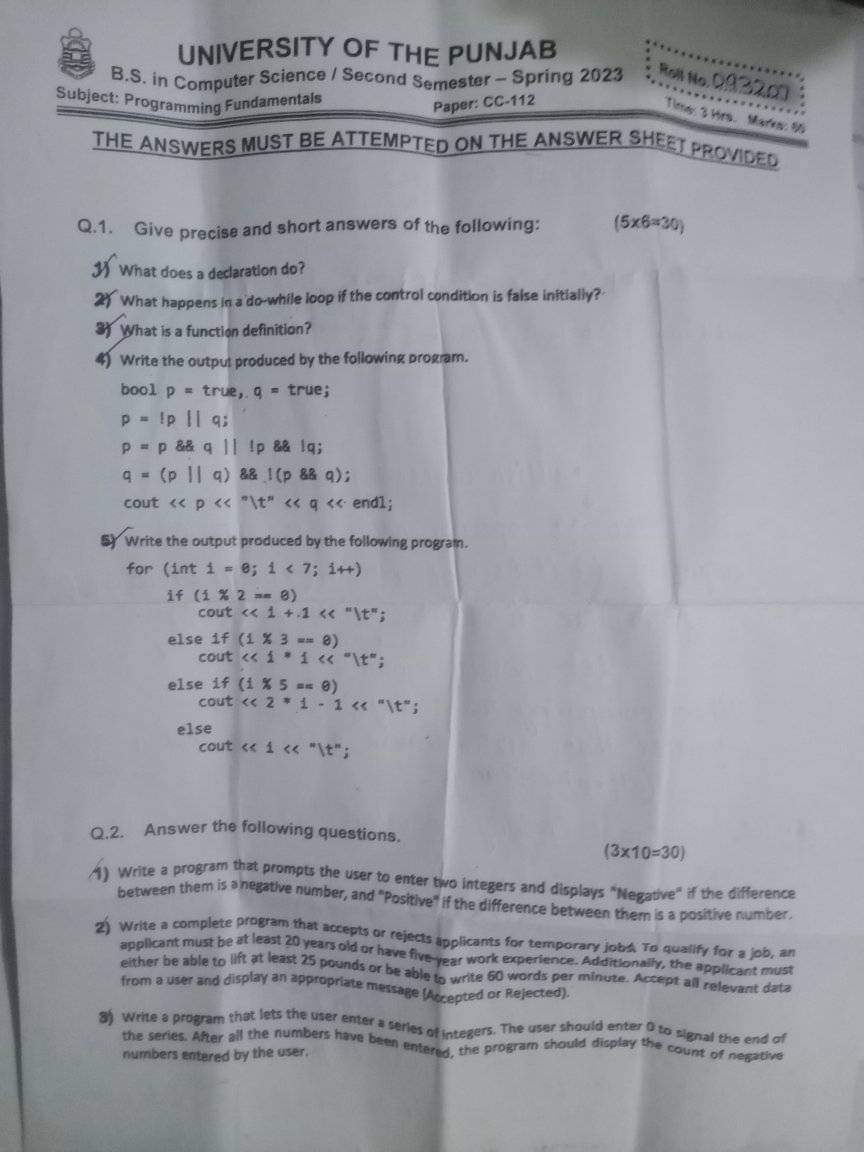 UNIVERSITY OF THE PUNJAB
B.S. in Computer Science / Second Semester – Spring 2023
Roll No. 093207
Subject: Programming Fundamentals
Paper: CC-112
Time: 3 Hrs. Marks: 60
THE ANSWERS MUST BE ATTEMPTED ON THE ANSWER SHEET PROVIDED
Q.1. Give precise and short answers of the following: (5x6=30)
1) What does a declaration do?
2) What happens in a do-while loop if the control condition is false initially?
3) What is a function definition?
4) Write the output produced by the following program.
bool p = true, q = true;
p = !p || q;
p = p && q || !p && !q;
q = (p || q) && !(p && q);
cout << p << "\t" << q << endl;
5) Write the output produced by the following program.
for (int i = 0; i < 7; i++)
if (i % 2 == 0)
cout << i + 1 << "\t";
else if (i % 3 == 0)
cout << i * i << "\t";
else if (i % 5 == 0)
cout << 2 * i - 1 << "\t";
else
cout << i << "\t";
Q.2. Answer the following questions.
(3x10=30)
1) Write a program that prompts the user to enter two integers and displays "Negative" if the difference
between them is a negative number, and "Positive" if the difference between them is a positive number.
2) Write a complete program that accepts or rejects applicants for temporary jobs. To qualify for a job, an
applicant must be at least 20 years old or have five-year work experience. Additionally, the applicant must
either be able to lift at least 25 pounds or be able to write 60 words per minute. Accept all relevant data
from a user and display an appropriate message (Accepted or Rejected).
3) Write a program that lets the user enter a series of integers. The user should enter 0 to signal the end of
the series. After all the numbers have been entered, the program should display the count of negative
numbers entered by the user.